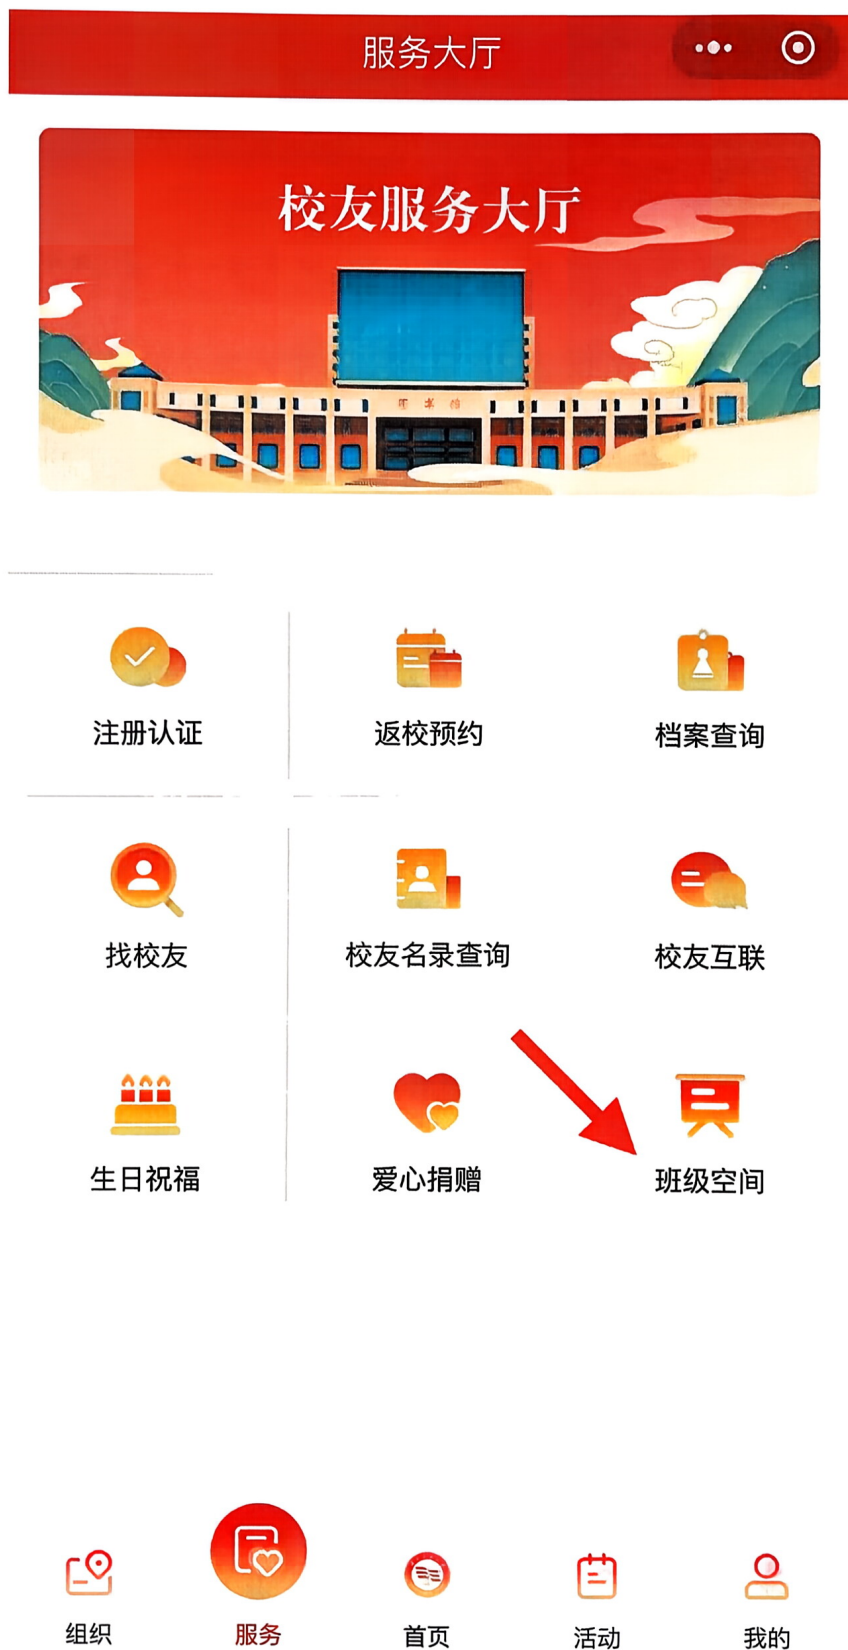 服务大厅
校友服务大厅
图书馆
注册认证 返校预约 档案查询
找校友 校友名录查询 校友互联
生日祝福 爱心捐赠 班级空间
组织 服务 首页 活动 我的